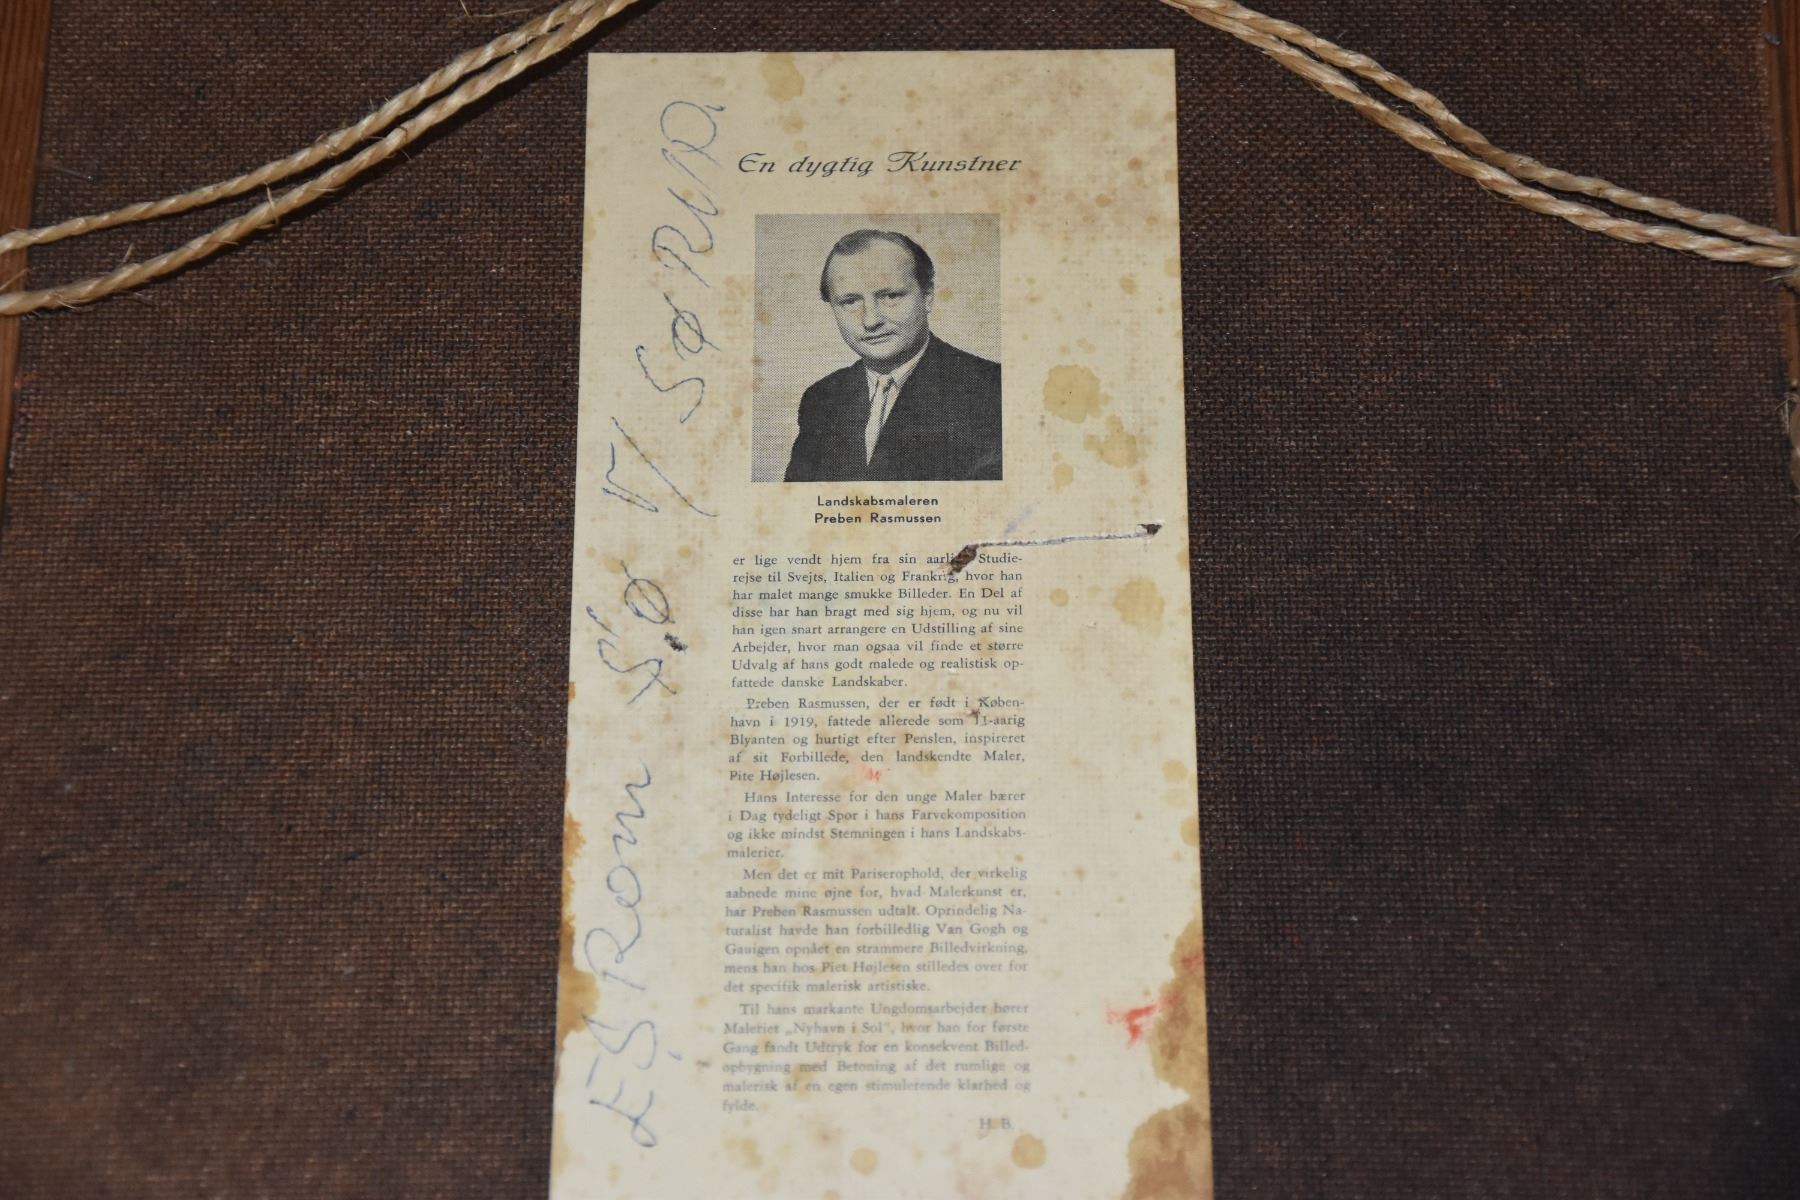 En dygtig Kunstner
Landskabsmaleren
Preben Rasmussen
er lige vendt hjem fra sin aarli Studie-
rejse til Svejts, Italien og Frankrig, hvor han
har malet mange smukke Billeder. En Del af
disse har han bragt med sig hjem, og nu vil
han igen snart arrangere en Udstilling af sine
Arbejder, hvor man ogsaa vil finde et større
Udvalg af hans godt malede og realistisk op-
fattede danske Landskaber.
Preben Rasmussen, der er født i Køben-
havn i 1919, fattede allerede som 11-aarig
Blyanten og hurtigt efter Penslen, inspireret
af sit Forbillede, den landskendte Maler,
Pite Højlesen.
Hans Interesse for den unge Maler bærer
i Dag tydeligt Spor i hans Farvekomposition
og ikke mindst Stemningen i hans Landskabs-
malerier.
Men det er mit Pariserophold, der virkelig
aabnede mine øjne for, hvad Malerkunst er,
har Preben Rasmussen udtalt. Oprindelig Na-
turalist havde han forbilledlig Van Gogh og
Gauigen opnået en strammere Billedvirkning,
mens han hos Piet Højlesen stilledes over for
det specifik malerisk artistiske.
Til hans markante Ungdomsarbejder hører
Maleriet „Nyhavn i Sol", hvor han for første
Gang fandt Udtryk for en konsekvent Billed-
opbygning med Betoning af det rumlige og
malerisk af en egen stimulerende klarhed og
fylde.
H. B.